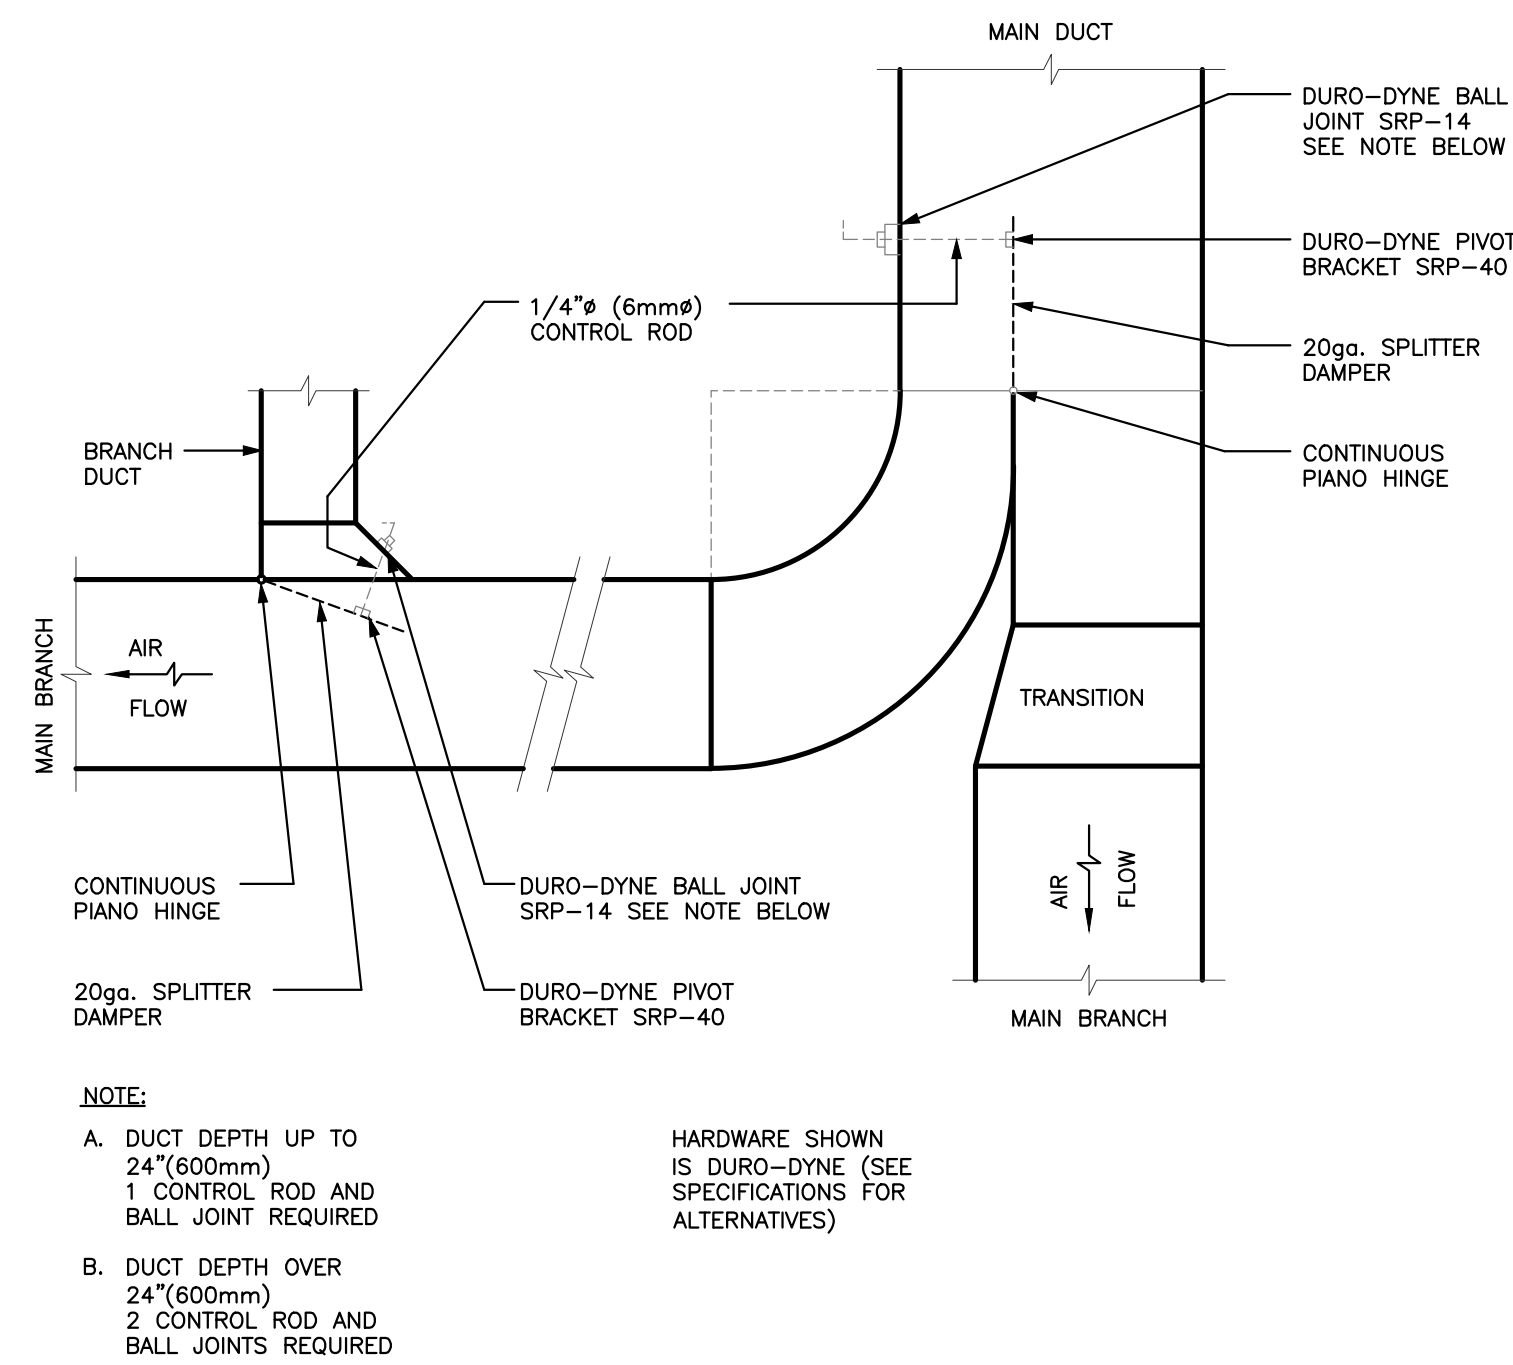 MAIN DUCT
DURO-DYNE BALL
JOINT SRP-14
SEE NOTE BELOW
DURO-DYNE PIVOT
BRACKET SRP-40
1/4"ø (6mmø)
CONTROL ROD
20ga. SPLITTER
DAMPER
BRANCH
DUCT
CONTINUOUS
PIANO HINGE
AIR
FLOW
MAIN BRANCH
TRANSITION
AIR
FLOW
CONTINUOUS
PIANO HINGE
DURO-DYNE BALL JOINT
SRP-14 SEE NOTE BELOW
20ga. SPLITTER
DAMPER
DURO-DYNE PIVOT
BRACKET SRP-40
MAIN BRANCH
NOTE:
A. DUCT DEPTH UP TO
24"(600mm)
1 CONTROL ROD AND
BALL JOINT REQUIRED
B. DUCT DEPTH OVER
24"(600mm)
2 CONTROL ROD AND
BALL JOINTS REQUIRED
HARDWARE SHOWN
IS DURO-DYNE (SEE
SPECIFICATIONS FOR
ALTERNATIVES)